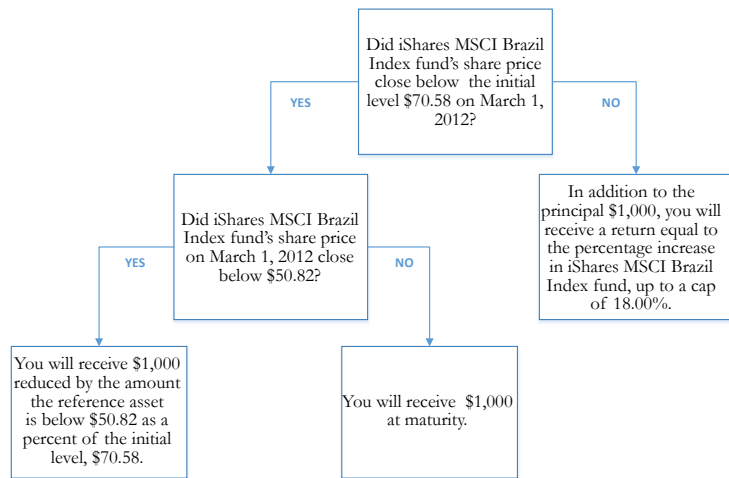 Did iShares MSCI Brazil
Index fund's share price
close below the initial
level $70.58 on March 1,
2012?
YES
NO
Did iShares MSCI Brazil
Index fund's share price
on March 1, 2012 close
below $50.82?
In addition to the
principal $1,000, you will
receive a return equal to
the percentage increase
in iShares MSCI Brazil
Index fund, up to a cap
of 18.00%.
YES
NO
You will receive $1,000
reduced by the amount
the reference asset
is below $50.82 as a
percent of the initial
level, $70.58.
You will receive $1,000
at maturity.